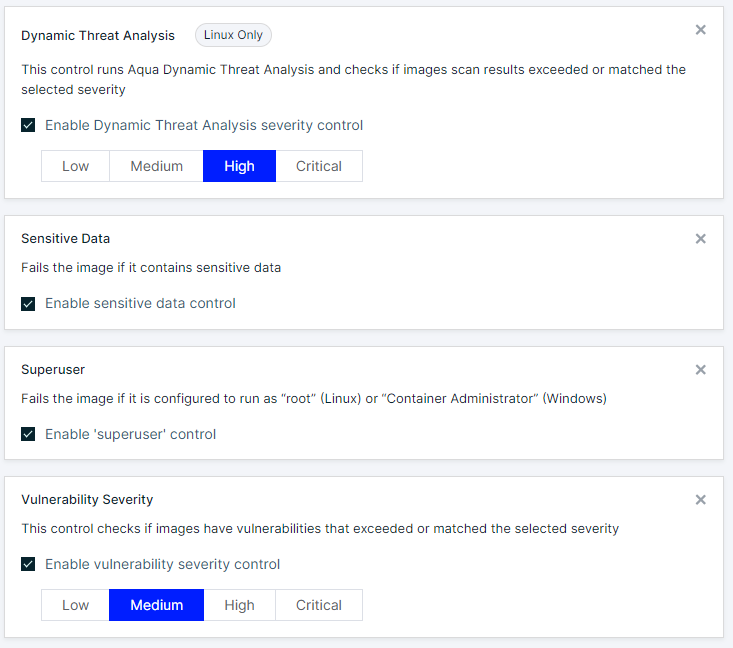 Dynamic Threat Analysis Linux Only
This control runs Aqua Dynamic Threat Analysis and checks if images scan results exceeded or matched the
selected severity
Enable Dynamic Threat Analysis severity control
Low Medium High Critical
Sensitive Data
Fails the image if it contains sensitive data
Enable sensitive data control
Superuser
Fails the image if it is configured to run as “root” (Linux) or “Container Administrator” (Windows)
Enable 'superuser' control
Vulnerability Severity
This control checks if images have vulnerabilities that exceeded or matched the selected severity
Enable vulnerability severity control
Low Medium High Critical